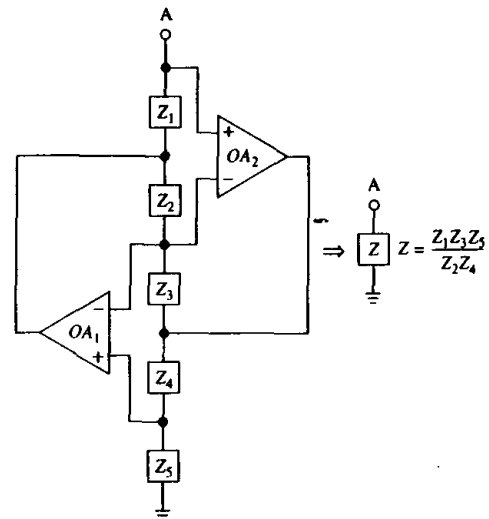 A
Z₁
+
OA₂
−
Z₂
Z₃
−
OA₁
+
Z₄
Z₅
⇒
A
Z
Z = Z₁Z₃Z₅ / Z₂Z₄